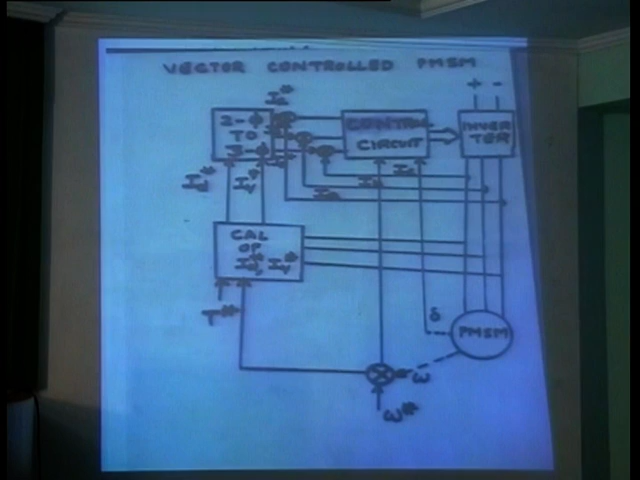 VECTOR CONTROLLED PMSM
+ -
2-Φ
TO
3-Φ
CONTROL
CIRCUIT
INVER
TER
CAL
OF
T*
δ
PMSM
ω
ω*